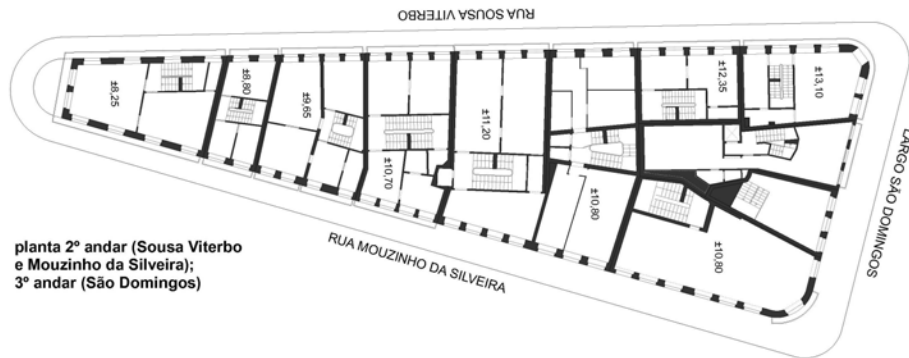 RUA SOUSA VITERBO
±8,25
±8,80
±9,65
±10,70
±11,20
±10,80
±12,35
±13,10
±10,80
LARGO SÃO DOMINGOS
RUA MOUZINHO DA SILVEIRA
planta 2º andar (Sousa Viterbo
e Mouzinho da Silveira);
3º andar (São Domingos)